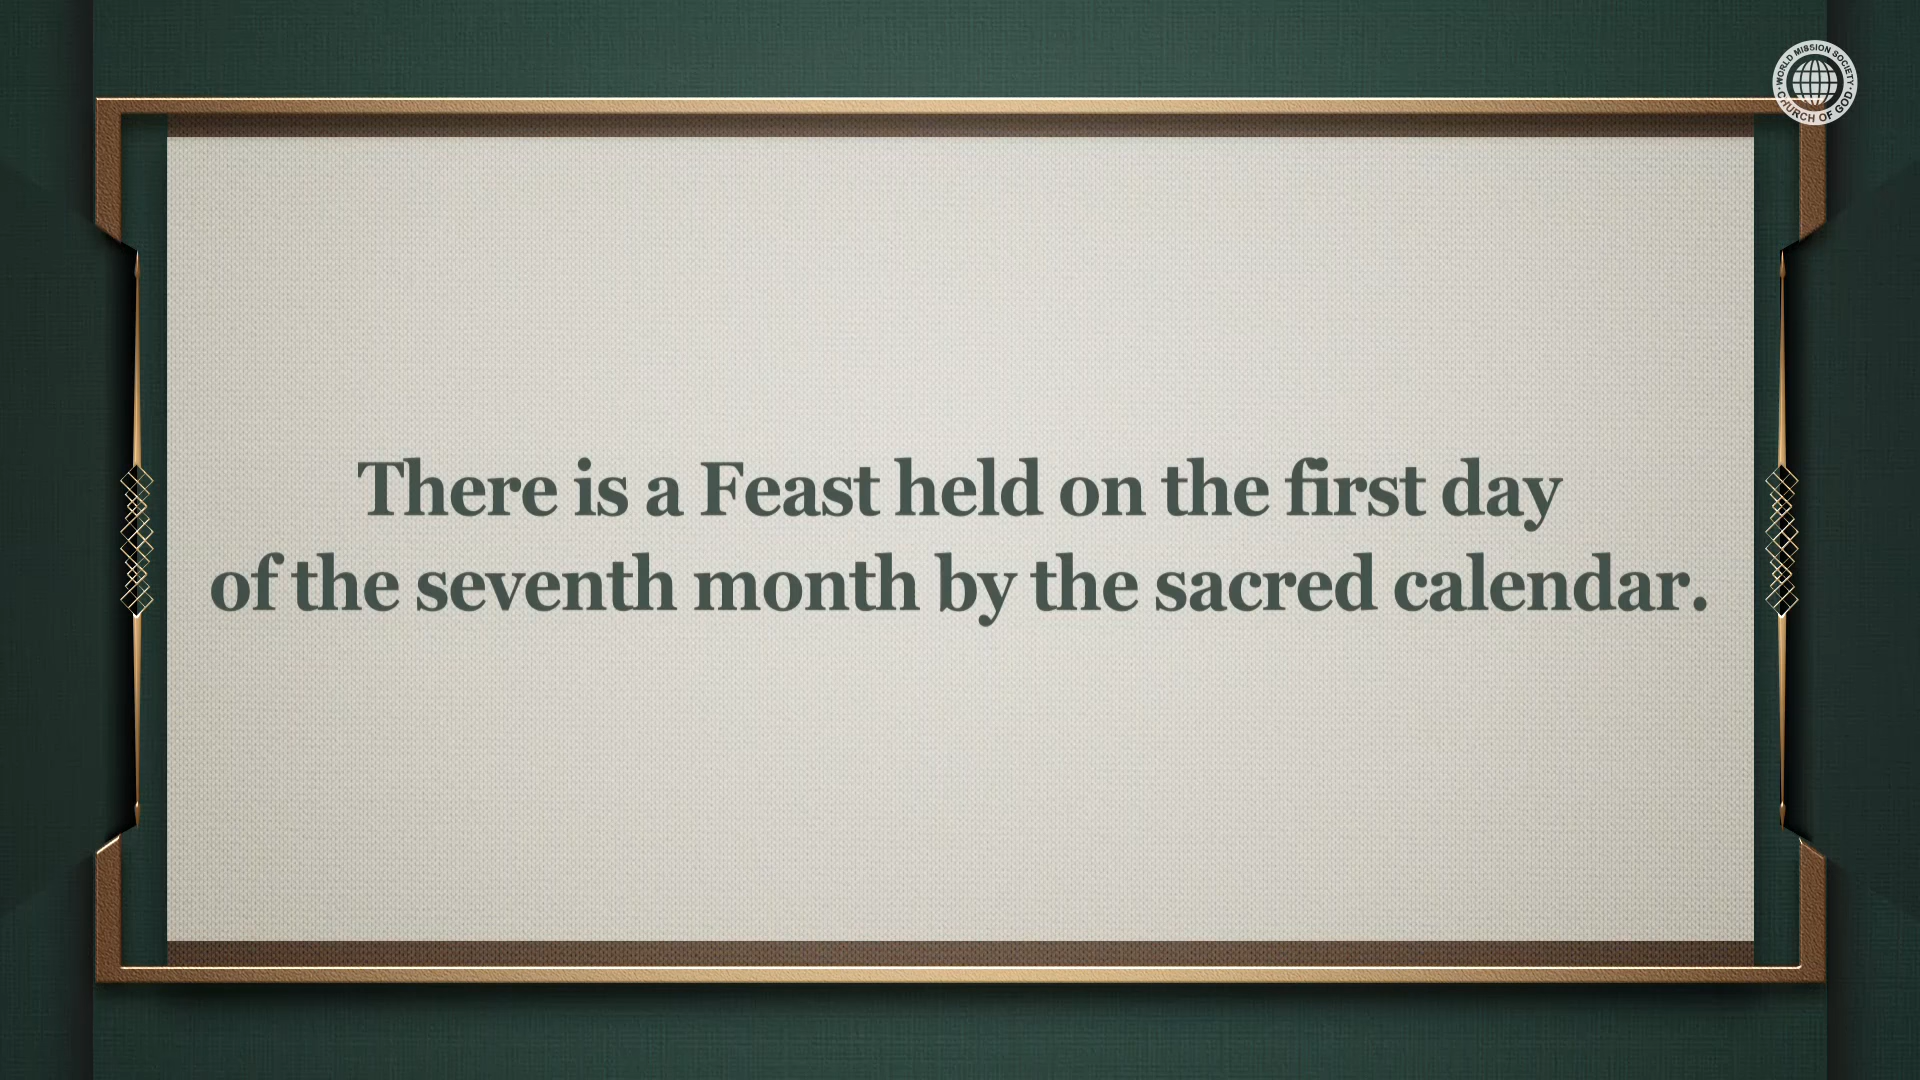 WORLD MISSION SOCIETY
CHURCH OF GOD
There is a Feast held on the first day
of the seventh month by the sacred calendar.